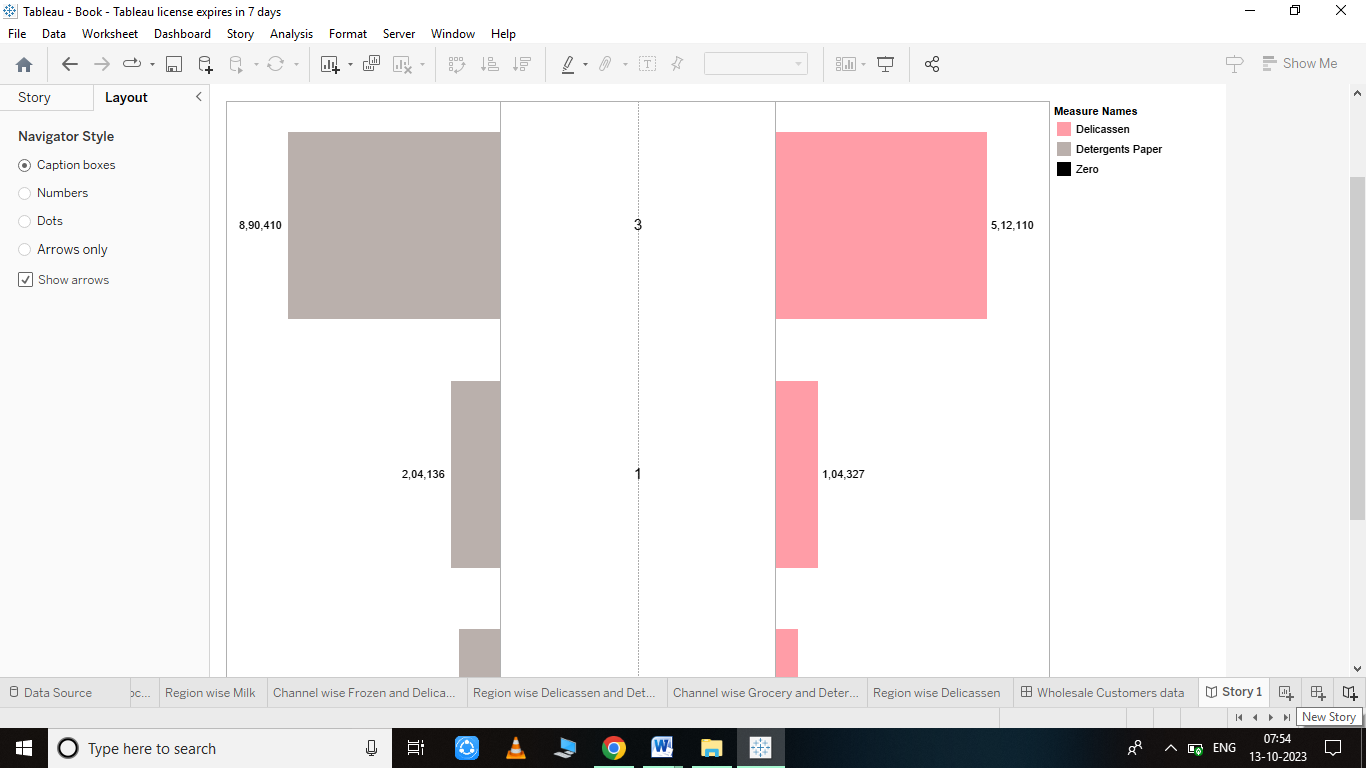 Tableau - Book - Tableau license expires in 7 days
File Data Worksheet Dashboard Story Analysis Format Server Window Help
Show Me
Story Layout
Navigator Style
Caption boxes
Numbers
Dots
Arrows only
Show arrows
Measure Names
Delicassen
Detergents Paper
Zero
8,90,410 3 5,12,110
2,04,136 1 1,04,327
Data Source oc... Region wise Milk Channel wise Frozen and Delica... Region wise Delicassen and Det... Channel wise Grocery and Deter... Region wise Delicassen Wholesale Customers data Story 1
New Story
Type here to search
ENG
07:54
13-10-2023